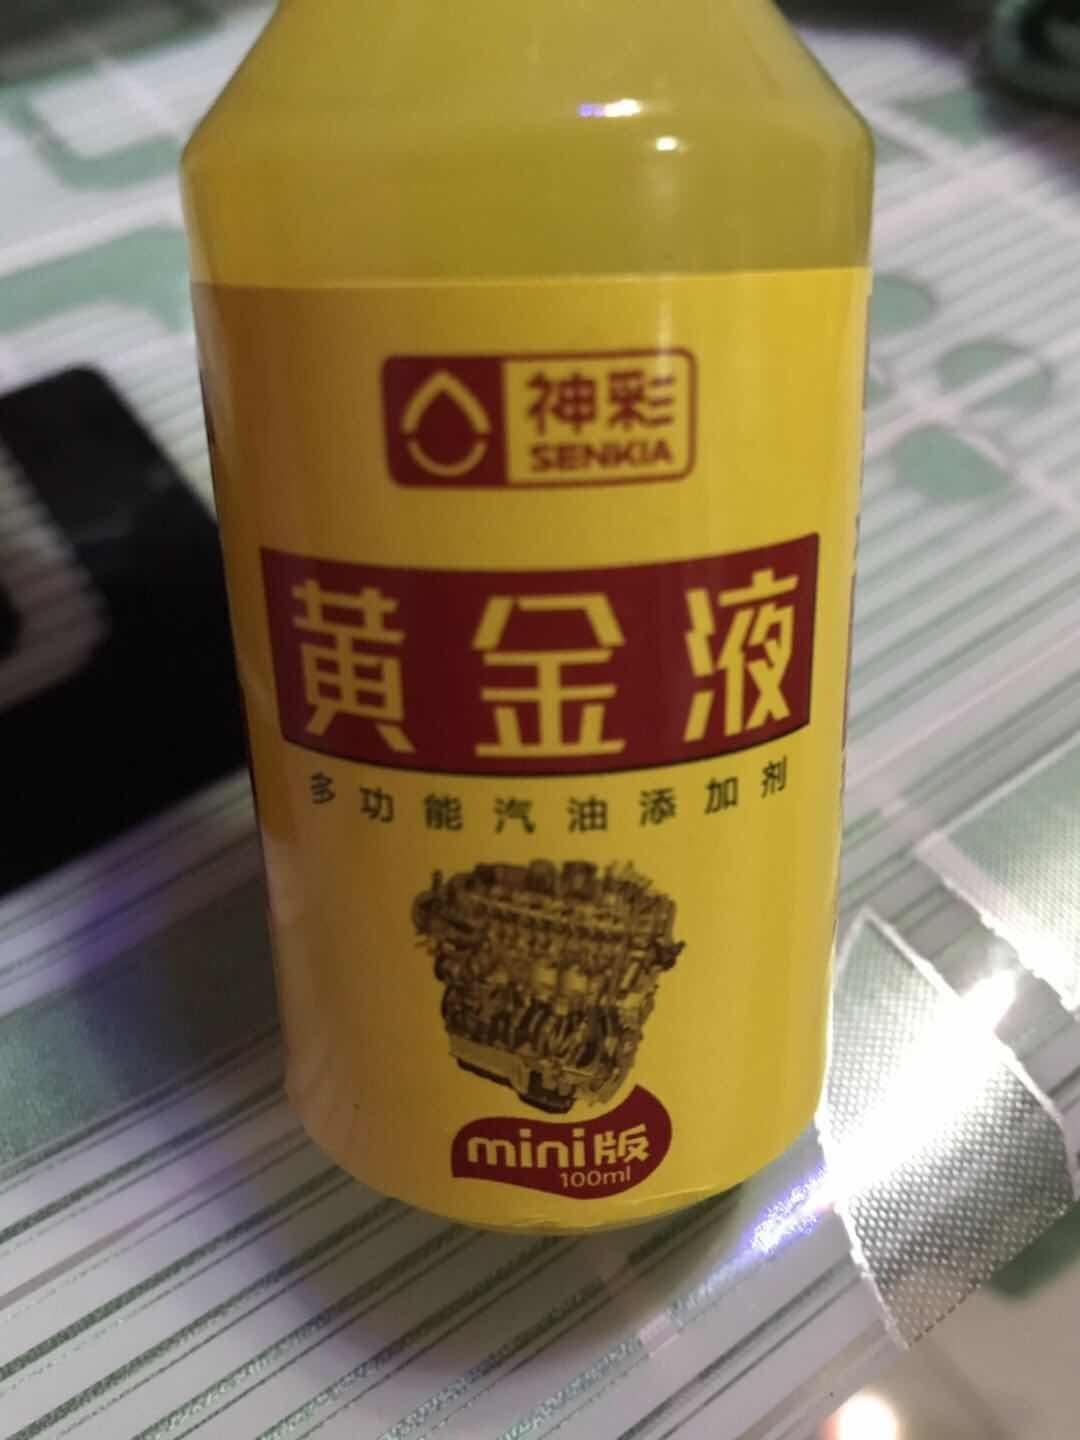 神彩
SENKIA
黄金液
多功能汽油添加剂
mini版
100ml